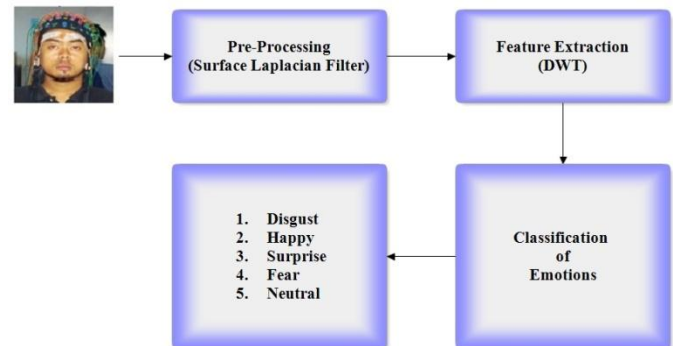 Pre-Processing
(Surface Laplacian Filter)
Feature Extraction
(DWT)
Classification
of
Emotions
1. Disgust
2. Happy
3. Surprise
4. Fear
5. Neutral